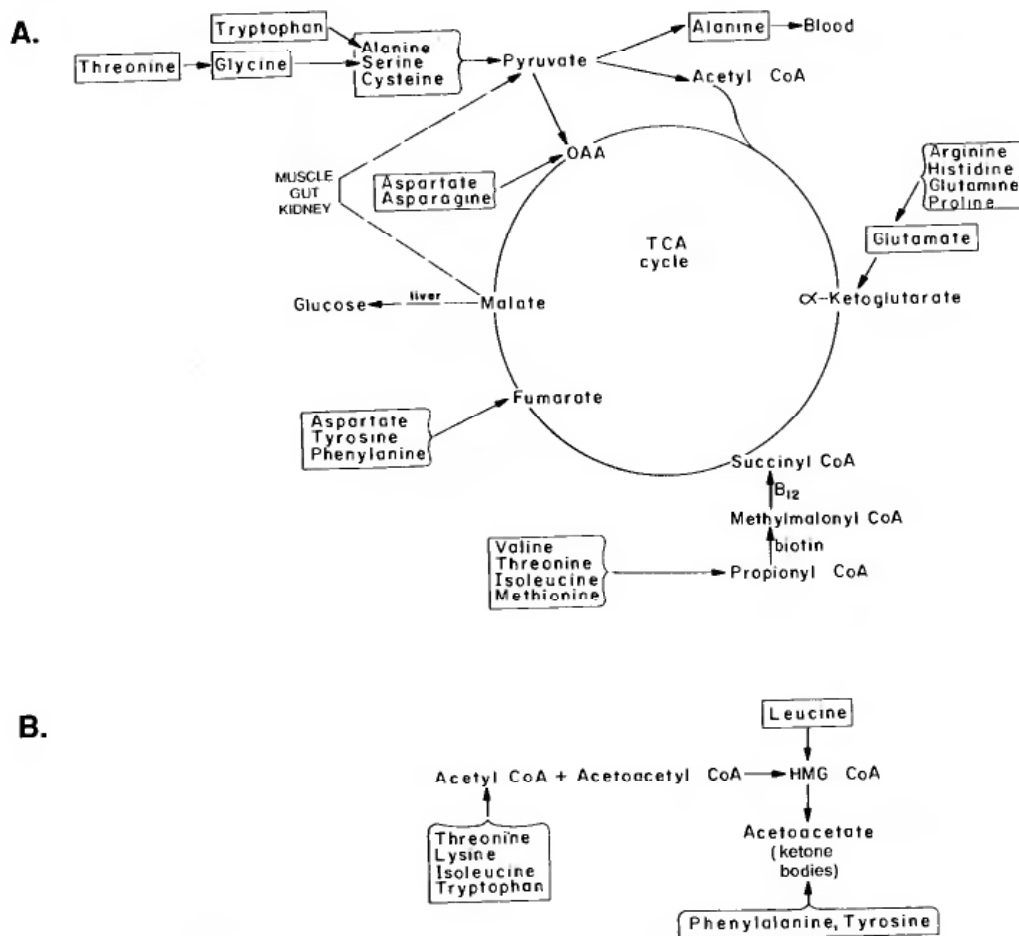 A.
Tryptophan
Threonine
Glycine
Alanine
Serine
Cysteine
Pyruvate
Alanine
Blood
Acetyl CoA
OAA
MUSCLE
GUT
KIDNEY
Aspartate
Asparagine
Arginine
Histidine
Glutamine
Proline
Glutamate
TCA
cycle
α-Ketoglutarate
Glucose
liver
Malate
Fumarate
Aspartate
Tyrosine
Phenylanine
Succinyl CoA
B12
Methylmalonyl CoA
biotin
Propionyl CoA
Valine
Threonine
Isoleucine
Methionine
B.
Leucine
Acetyl CoA + Acetoacetyl CoA
HMG CoA
Threonine
Lysine
Isoleucine
Tryptophan
Acetoacetate
(ketone
bodies)
Phenylalanine, Tyrosine